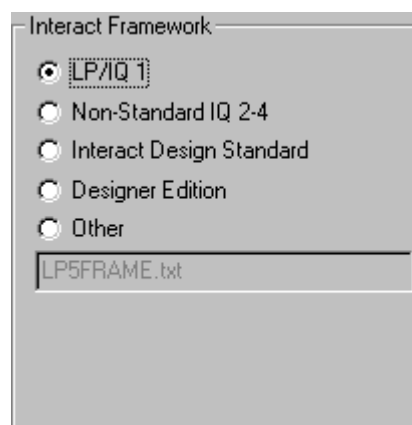 Interact Framework
LP/IQ 1
Non-Standard IQ 2-4
Interact Design Standard
Designer Edition
Other
LP5FRAME.txt